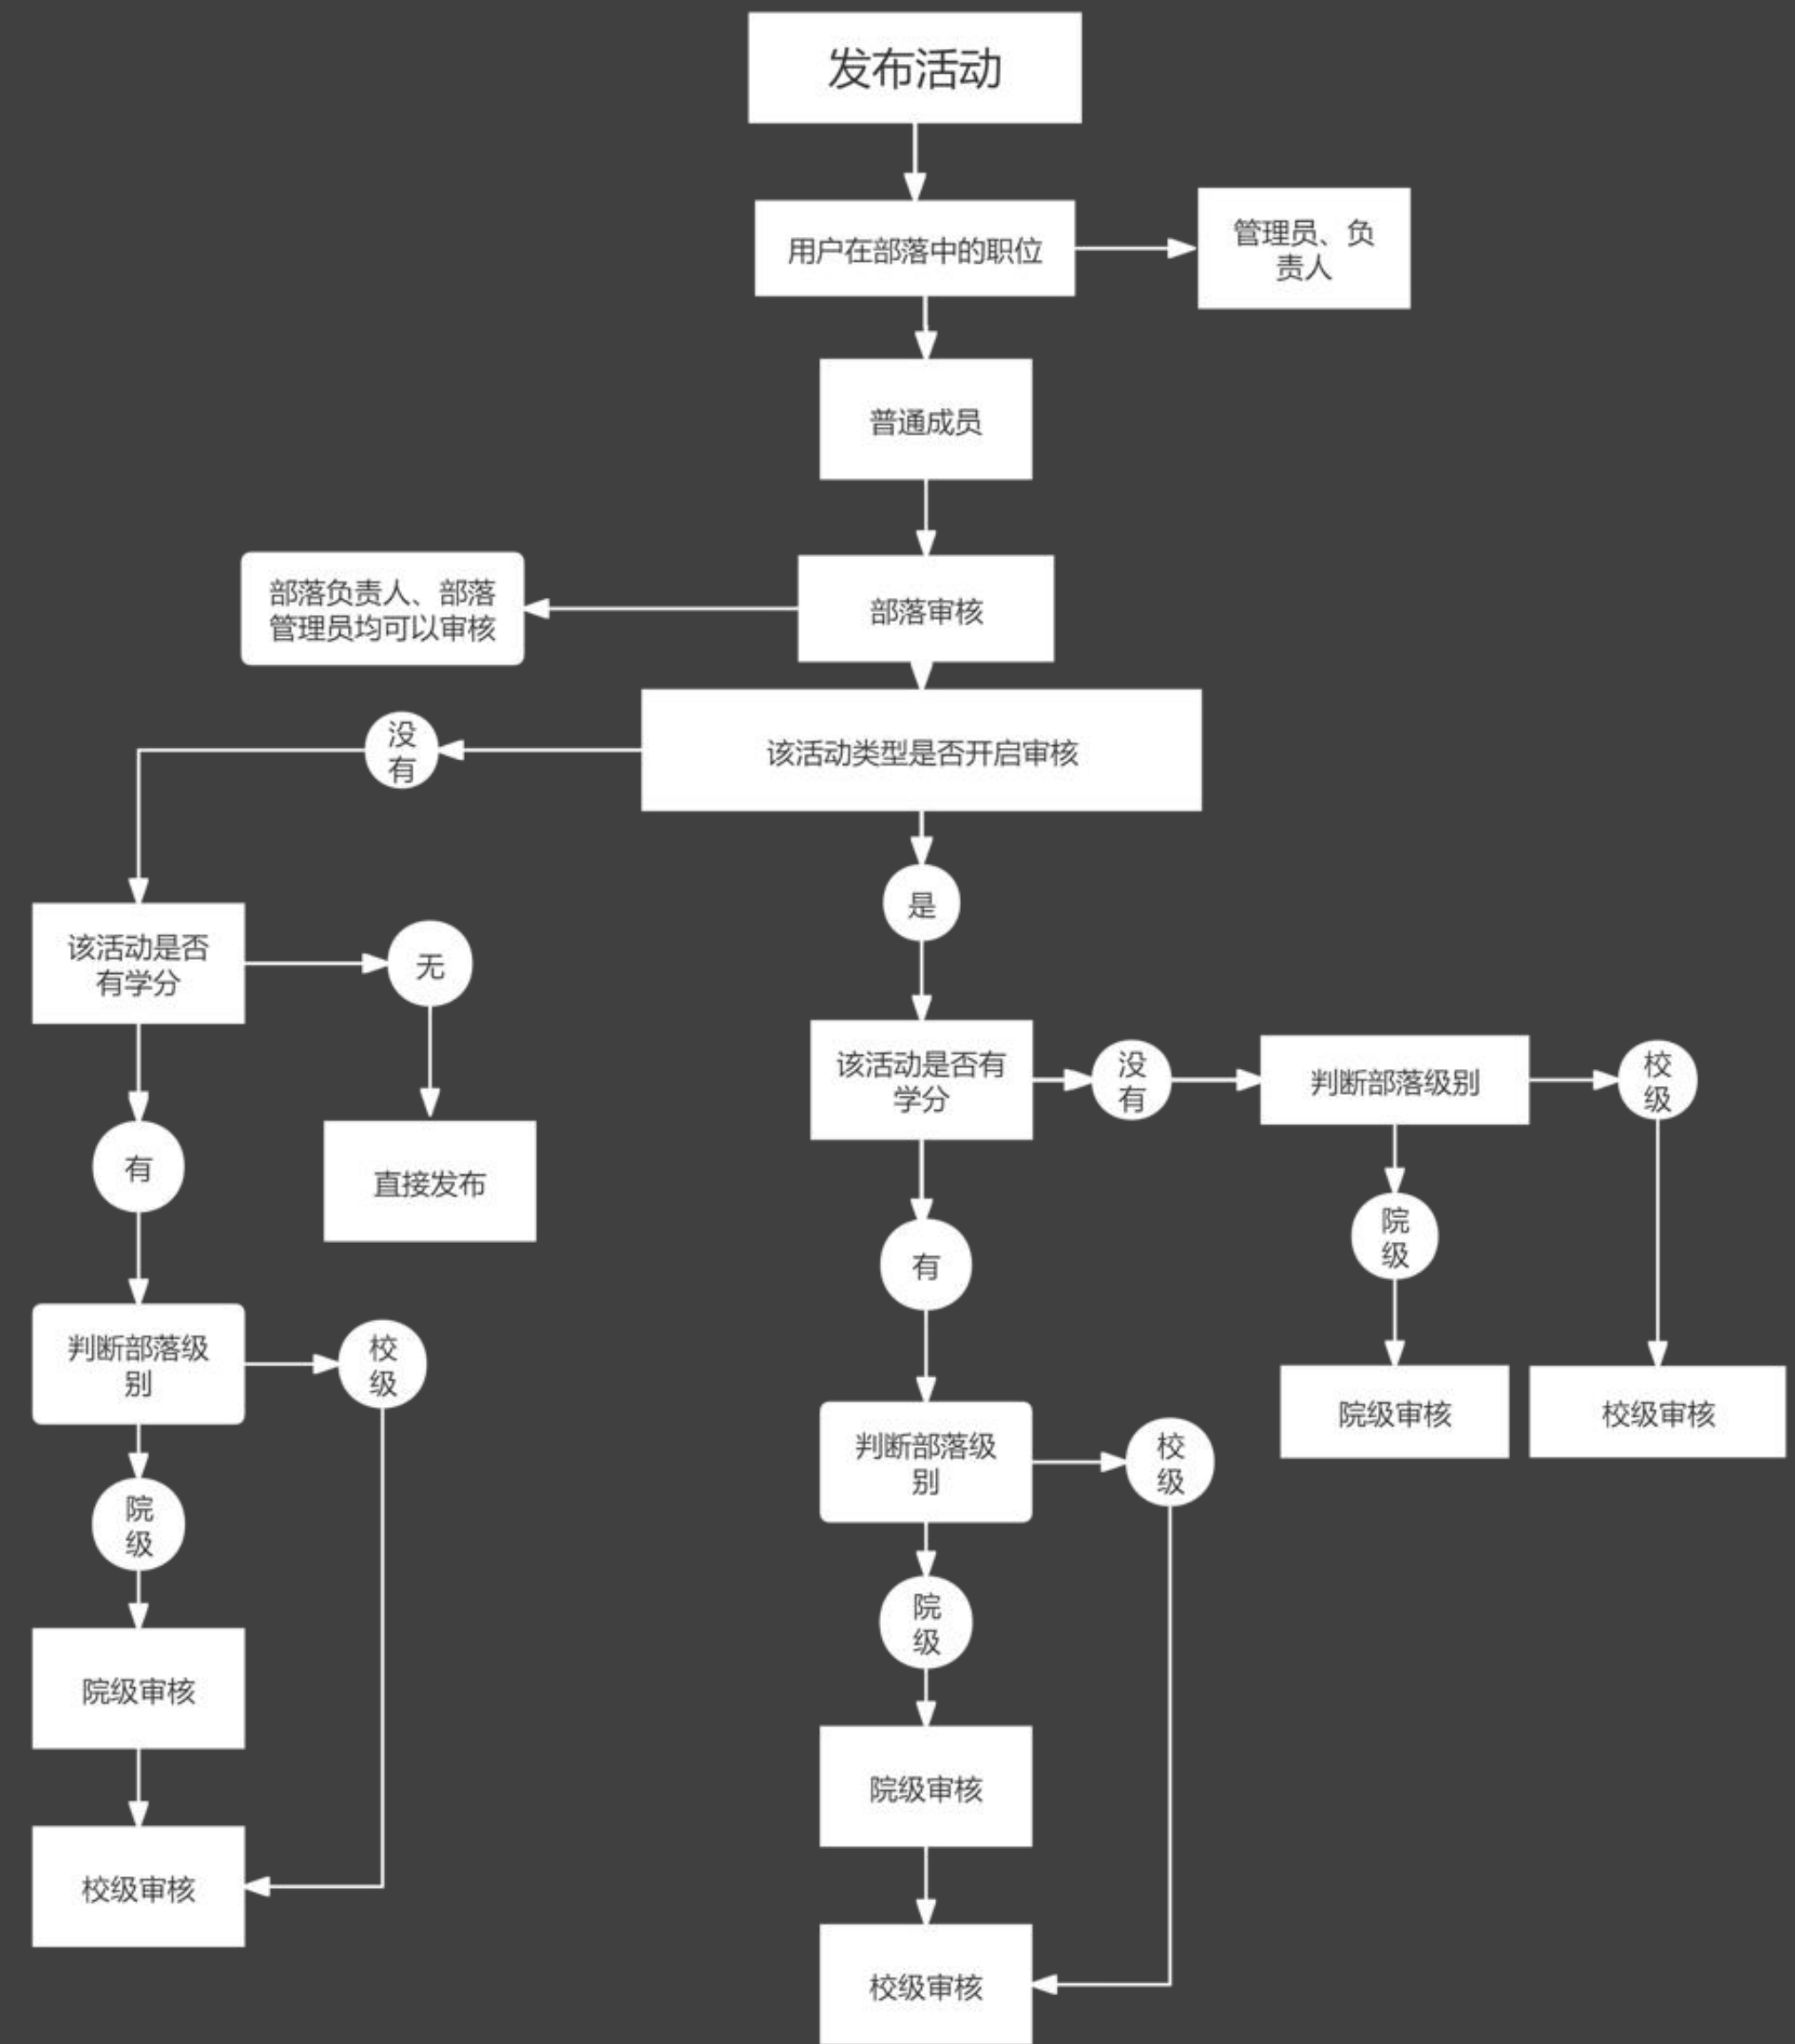 发布活动
用户在部落中的职位
管理员、负
责人
普通成员
部落负责人、部落
管理员均可以审核
部落审核
没
有
该活动类型是否开启审核
是
该活动是否
有学分
无
该活动是否有
学分
没
有
判断部落级别
校
级
有
直接发布
院
级
有
判断部落级
别
校
级
院级审核
校级审核
判断部落级
别
校
级
院
级
院
级
院级审核
院级审核
校级审核
校级审核